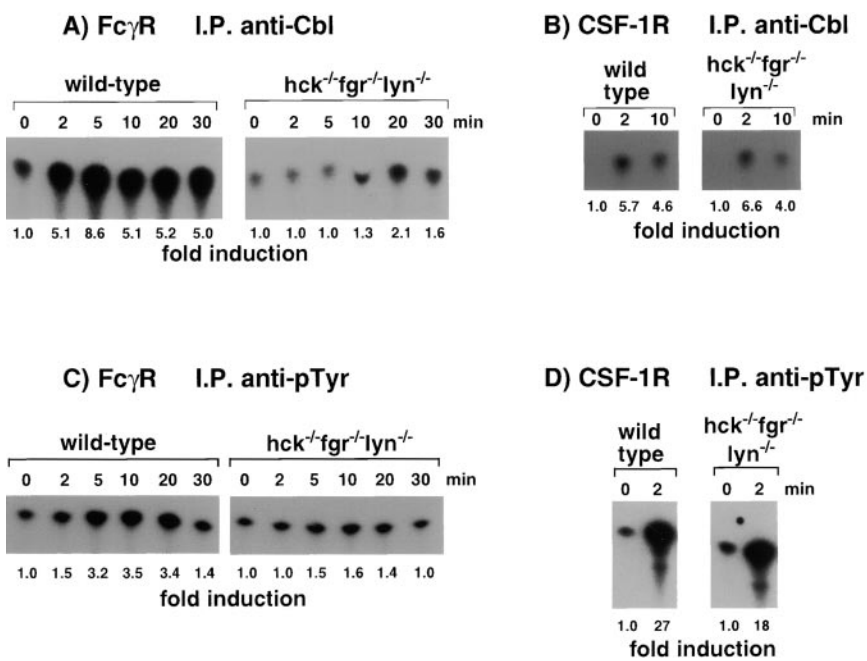 A) FcγR I.P. anti-Cbl
wild-type hck-/-fgr-/-lyn-/-
0 2 5 10 20 30 0 2 5 10 20 30 min
1.0 5.1 8.6 5.1 5.2 5.0 1.0 1.0 1.0 1.3 2.1 1.6
fold induction
B) CSF-1R I.P. anti-Cbl
wild hck-/-fgr-/-
type lyn-/-
0 2 10 0 2 10 min
1.0 5.7 4.6 1.0 6.6 4.0
fold induction
C) FcγR I.P. anti-pTyr
wild-type hck-/-fgr-/-lyn-/-
0 2 5 10 20 30 0 2 5 10 20 30 min
1.0 1.5 3.2 3.5 3.4 1.4 1.0 1.0 1.5 1.6 1.4 1.0
fold induction
D) CSF-1R I.P. anti-pTyr
wild hck-/-fgr-/-
type lyn-/-
0 2 0 2 min
1.0 27 1.0 18
fold induction